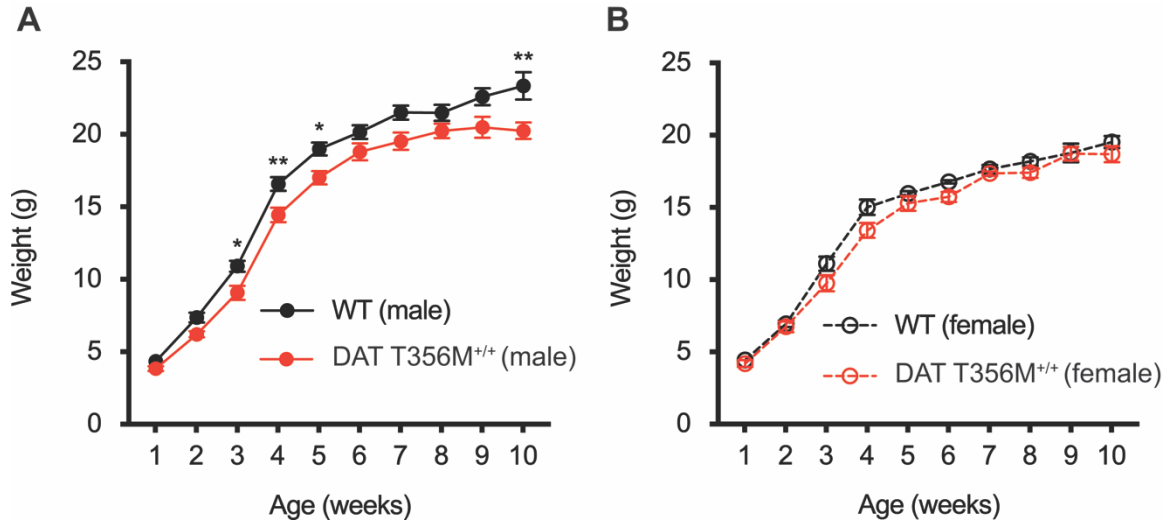 A
25
20
15
10
5
0
Weight (g)
* ** * **
WT (male)
DAT T356M+/+ (male)
1 2 3 4 5 6 7 8 9 10
Age (weeks)
B
25
20
15
10
5
0
Weight (g)
WT (female)
DAT T356M+/+ (female)
1 2 3 4 5 6 7 8 9 10
Age (weeks)